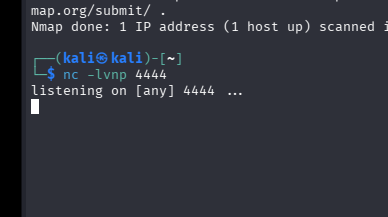 map.org/submit/ .
Nmap done: 1 IP address (1 host up) scanned i
(kali㉿kali)-[~]
$ nc -lvnp 4444
listening on [any] 4444 ...